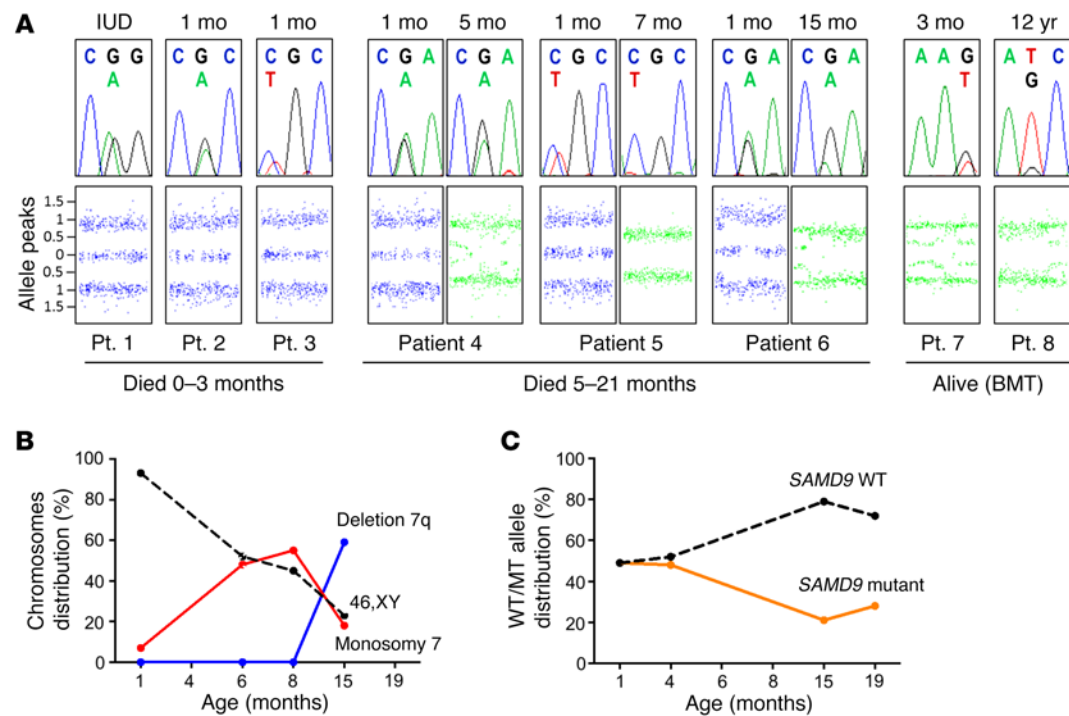 A
IUD 1 mo 1 mo 1 mo 5 mo 1 mo 7 mo 1 mo 15 mo 3 mo 12 yr
C G G C G C C G C C G A C G A C G C C G C C G A C G A A A G A T C
A A T A A T T A A T G
Allele peaks
1.5
1
0.5
0
0.5
1
1.5
Pt. 1 Pt. 2 Pt. 3 Patient 4 Patient 5 Patient 6 Pt. 7 Pt. 8
Died 0–3 months Died 5–21 months Alive (BMT)
B
Chromosomes
distribution (%)
100
80
60
40
20
0
Deletion 7q
46,XY
Monosomy 7
1 4 6 8 15 19
Age (months)
C
WT/MT allele
distribution (%)
100
80
60
40
20
0
SAMD9 WT
SAMD9 mutant
1 4 6 8 15 19
Age (months)